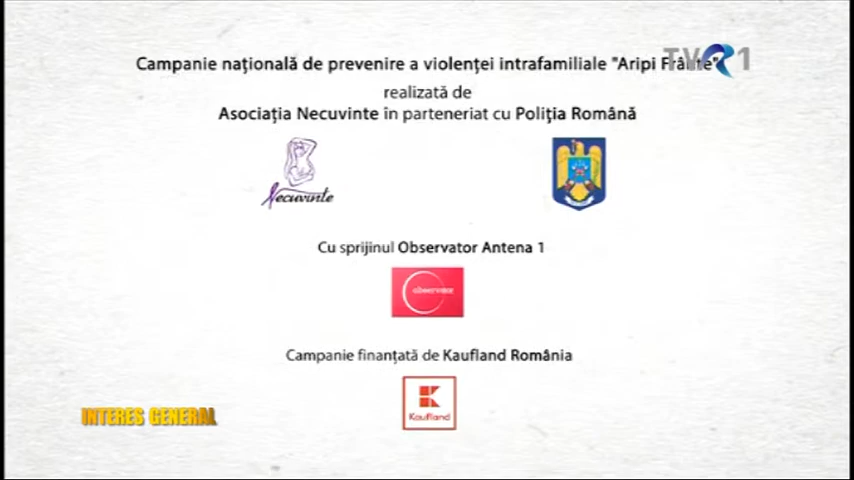 Campanie națională de prevenire a violenței intrafamiliale "Aripi Frânte"
TVR 1
realizată de
Asociația Necuvinte în parteneriat cu Poliția Română
Necuvinte
Cu sprijinul Observator Antena 1
observator
Campanie finanțată de Kaufland România
Kaufland
INTERES GENERAL